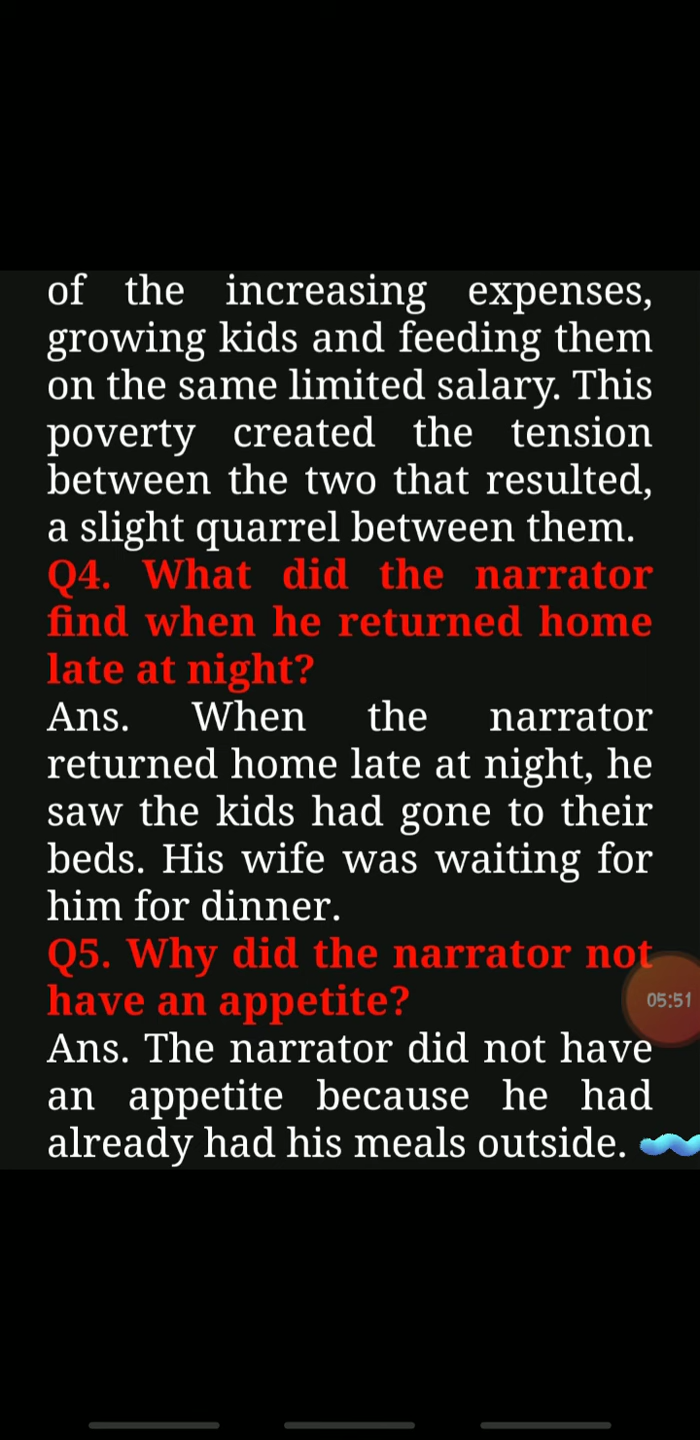 of the increasing expenses,
growing kids and feeding them
on the same limited salary. This
poverty created the tension
between the two that resulted,
a slight quarrel between them.
Q4. What did the narrator
find when he returned home
late at night?
Ans. When the narrator
returned home late at night, he
saw the kids had gone to their
beds. His wife was waiting for
him for dinner.
Q5. Why did the narrator not
have an appetite?
05:51
Ans. The narrator did not have
an appetite because he had
already had his meals outside.